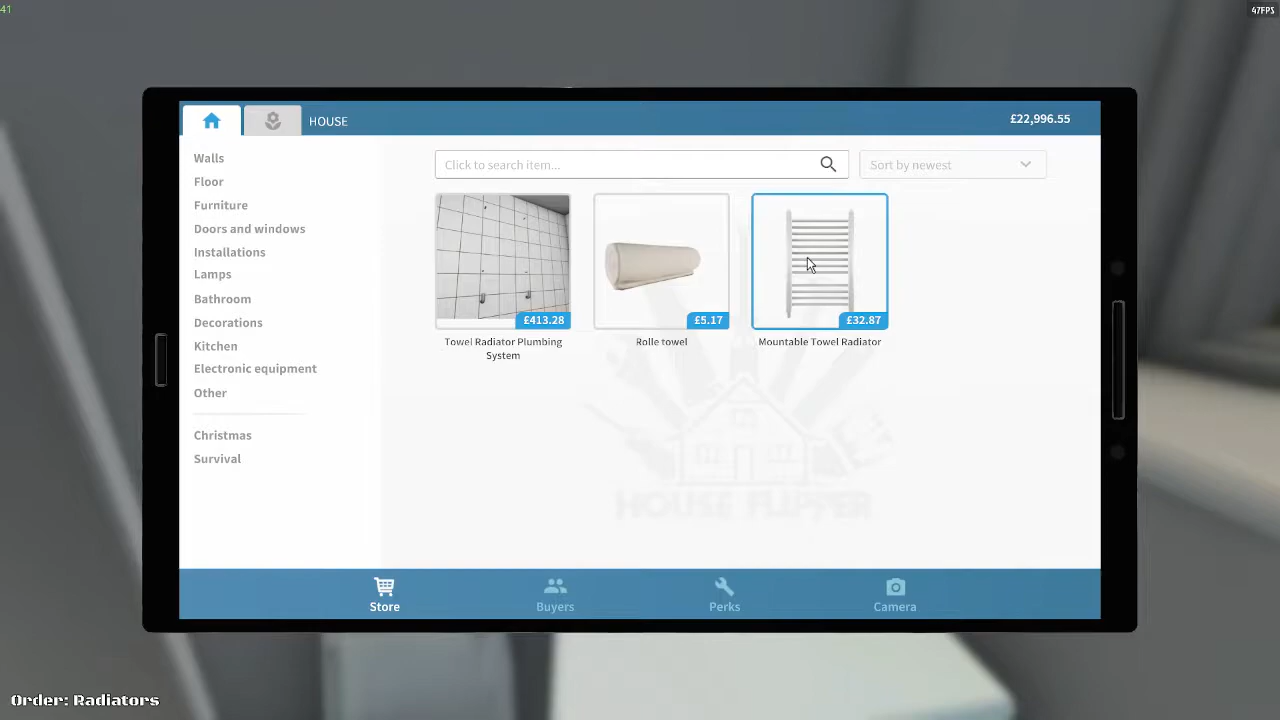 41
47FPS
HOUSE
£22,996.55
Walls
Floor
Furniture
Doors and windows
Installations
Lamps
Bathroom
Decorations
Kitchen
Electronic equipment
Other
Christmas
Survival
Click to search item...
Sort by newest
£413.28
£5.17
£32.87
Towel Radiator Plumbing
System
Rolle towel
Mountable Towel Radiator
HOUSE FLIPPER
Store
Buyers
Perks
Camera
Order: Radiators